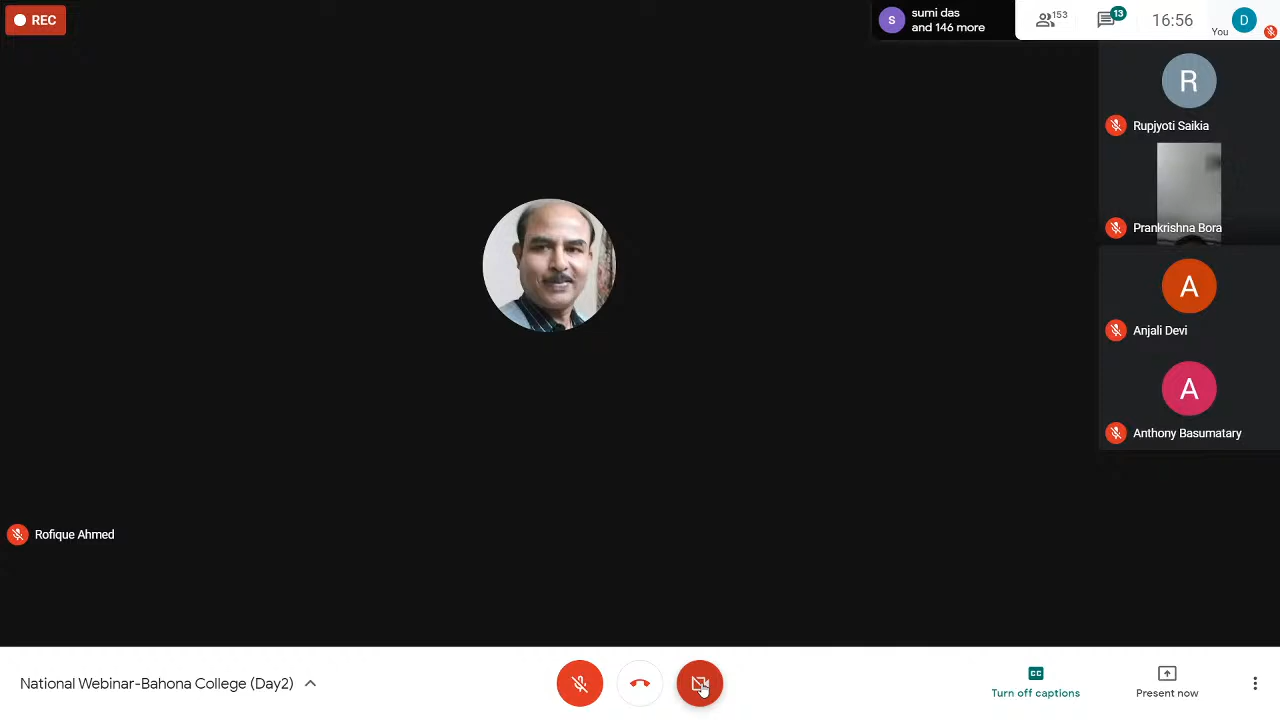 REC
S
sumi das
and 146 more
153
13
16:56
You
D
R
Rupjyoti Saikia
Prankrishna Bora
A
Anjali Devi
A
Anthony Basumatary
Rofique Ahmed
National Webinar-Bahona College (Day2)
CC
Turn off captions
Present now